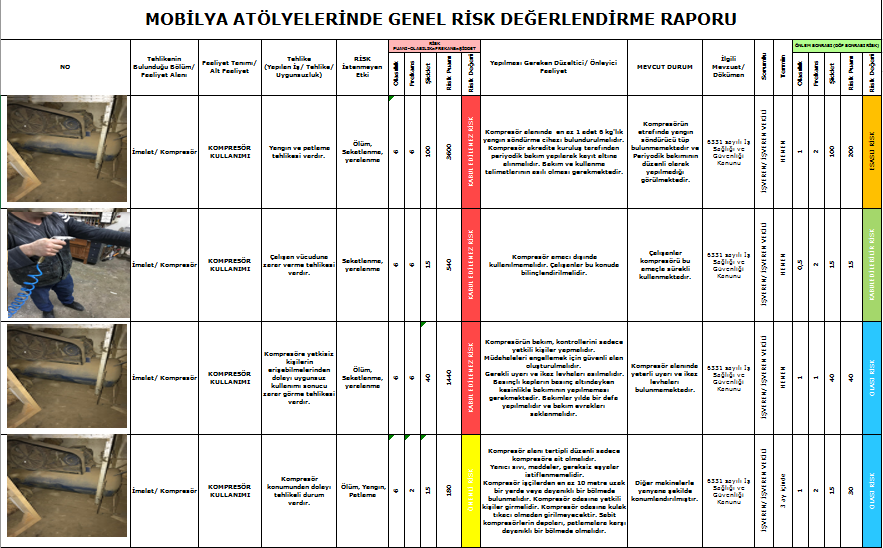 MOBİLYA ATÖLYELERİNDE GENEL RİSK DEĞERLENDİRME RAPORU
RİSK
PUANI=OLASILIKxFREKANSxŞİDDET
ÖNLEM SONRASI (DÖF SONRASI RİSK)
NO
Tehlikenin
Bulunduğu Bölüm/
Faaliyet Alanı
Faaliyet Tanımı/
Alt Faaliyet
Tehlike
(Yapılan İş/ Tehlike/
Uygunsuzluk)
RİSK
İstenmeyen
Etki
Olasılık
Frekans
Şiddet
Risk Puanı
Risk Değeri
Yapılması Gereken Düzeltici/ Önleyici
Faaliyet
MEVCUT DURUM
İlgili
Mevzuat/
Doküman
Sorumlu
Termin
Olasılık
Frekans
Şiddet
Risk Puanı
Risk Değeri
İmalat/ Kompresör
KOMPRESÖR
KULLANIMI
Yangın ve patlama
tehlikesi vardır.
Ölüm,
Sakatlanma,
yaralanma
6
6
100
3600
KABUL EDİLEMEZ RİSK
Kompresör alanında en az 1 adet 6 kg'lık
yangın söndürme cihazı bulundurulmalıdır.
Kompresör akredite kuruluş tarafından
periyodik bakım yapılarak kayıt altına
alınmalıdır. Bakım ve kullanma
talimatlarının asılı olması gerekmektedir.
Kompresörün
etrafında yangın
söndürücü tüp
bulunmamaktadır ve
Periyodik bakımının
düzenli olarak
yapılmadığı
görülmektedir.
6331 sayılı İş
Sağlığı ve
Güvenliği
Kanunu
İŞVEREN/ İŞVEREN VEKİLİ
HEMEN
1
2
100
200
ESASLI RİSK
İmalat/ Kompresör
KOMPRESÖR
KULLANIMI
Çalışan vücuduna
zarar verme tehlikesi
vardır.
Sakatlanma,
yaralanma
6
6
15
540
KABUL EDİLEMEZ RİSK
Kompresör amacı dışında
kullanılmamalıdır. Çalışanlar bu konuda
bilinçlendirilmelidir.
Çalışanlar
kompresörü bu
amaçla sürekli
kullanmaktadır.
6331 sayılı İş
Sağlığı ve
Güvenliği
Kanunu
İŞVEREN/ İŞVEREN VEKİLİ
HEMEN
0,5
2
15
15
KABUL EDİLEBİLİR RİSK
İmalat/ Kompresör
KOMPRESÖR
KULLANIMI
Kompresöre yetkisiz
kişilerin
erişebilmelerinden
dolayı uygunsuz
kullanımı sonucu
zarar görme tehlikesi
vardır.
Ölüm,
Sakatlanma,
yaralanma
6
6
40
1440
KABUL EDİLEMEZ RİSK
Kompresörün bakım, kontrollerini sadece
yetkili kişiler yapmalıdır.
Müdahaleleri engellemek için güvenli alan
oluşturulmalıdır.
Gerekli uyarı ve ikaz levhaları asılmalıdır.
Basınçlı kapların basınç altındayken
kesinlikle bakımının yapılmaması
gerekmektedir. Bakımlar yılda bir defa
yapılmalıdır ve bakım evrakları
saklanmalıdır.
Kompresör alanında
yeterli uyarı ve ikaz
levhaları
bulunmamaktadır.
6331 sayılı İş
Sağlığı ve
Güvenliği
Kanunu
İŞVEREN/ İŞVEREN VEKİLİ
HEMEN
1
1
40
40
OLASI RİSK
İmalat/ Kompresör
KOMPRESÖR
KULLANIMI
Kompresör
konumundan dolayı
tehlikeli durum
vardır.
Ölüm, Yangın,
Patlama
6
2
15
180
Kompresör alanı tertipli düzenli sadece
kompresöre ait olmalıdır.
Yanıcı sıvı, maddeler, gereksiz eşyalar
istiflenmemelidir.
Kompresör işçilerden en az 10 metre uzak
bir yerde veya dayanıklı bir bölmede
bulunmalıdır. Kompresör odasına yetkili
kişiler girmelidir. Kompresör odasına kulak
tıkacı olmadan girilmeyecektir. Sabit
kompresörlerin depoları, patlamalara karşı
dayanıklı bir bölmede olmalıdır.
Diğer makinelerle
yanyana şekilde
konumlandırılmıştır.
6331 sayılı İş
Sağlığı ve
Güvenliği
Kanunu
İŞVEREN/ İŞVEREN VEKİLİ
3 ay içinde
1
2
15
30
OLASI RİSK